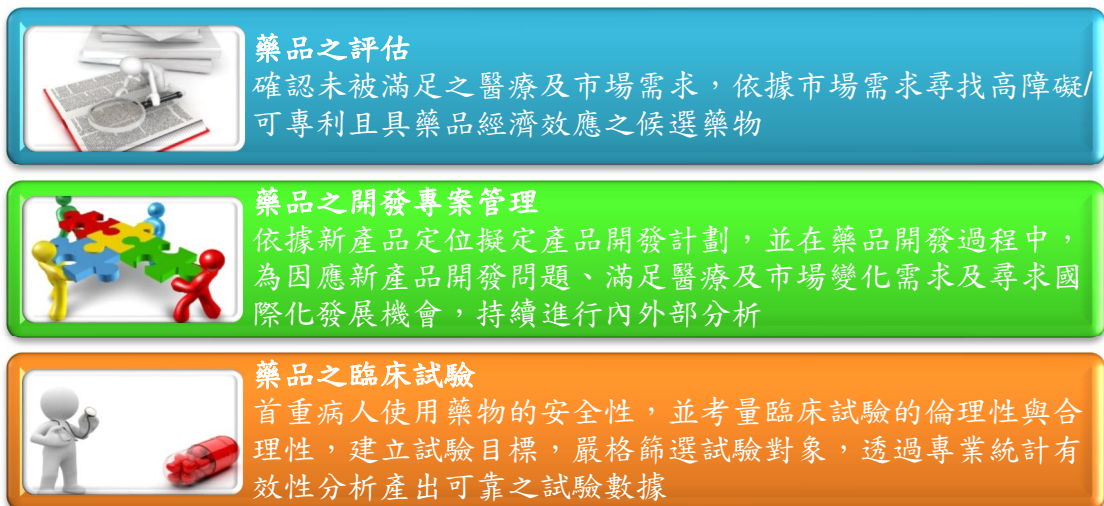 藥品之評估
確認未被滿足之醫療及市場需求，依據市場需求尋找高障礙/
可專利且具藥品經濟效應之候選藥物
藥品之開發專案管理
依據新產品定位擬定產品開發計劃，並在藥品開發過程中，
為因應新產品開發問題、滿足醫療及市場變化需求及尋求國
際化發展機會，持續進行內外部分析
藥品之臨床試驗
首重病人使用藥物的安全性，並考量臨床試驗的倫理性與合
理性，建立試驗目標，嚴格篩選試驗對象，透過專業統計有
效性分析產出可靠之試驗數據